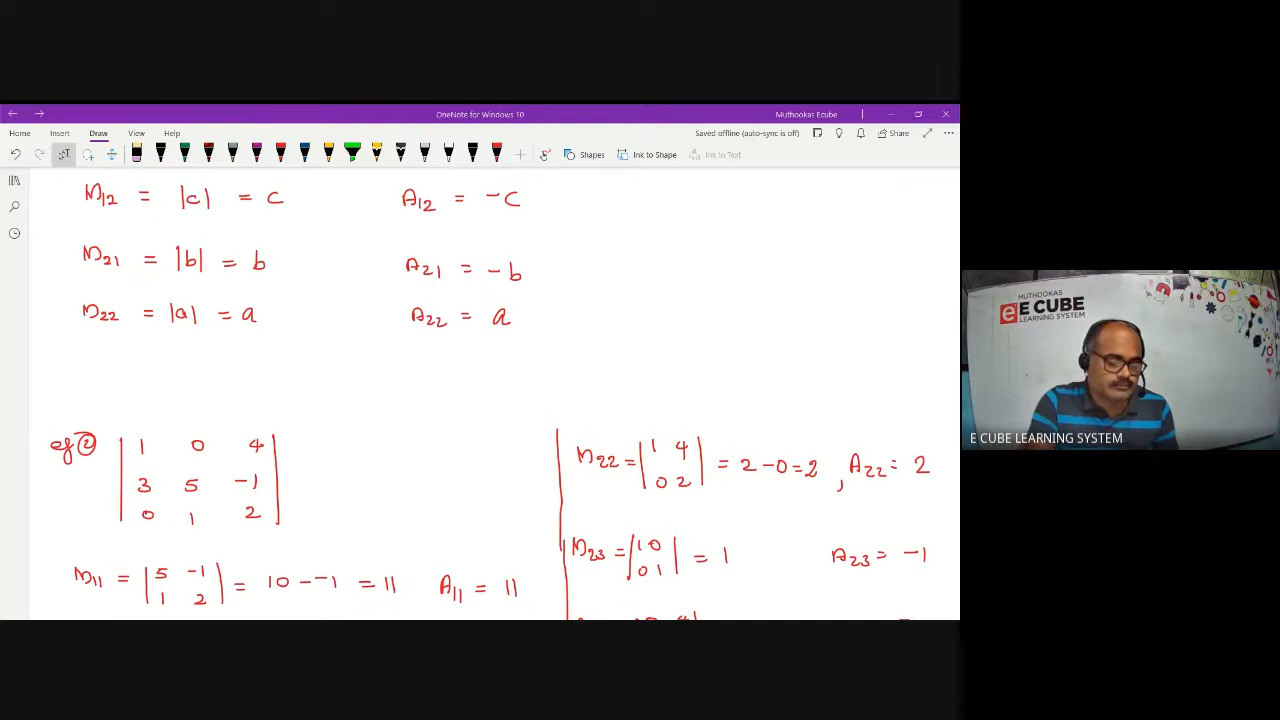 OneNote for Windows 10
Muthookas Ecube
Home Insert Draw View Help
Saved offline (auto-sync is off)
Share
Shapes
Ink to Shape
Ink to Text
M12 = |c| = c A12 = -c
M21 = |b| = b A21 = -b
M22 = |a| = a A22 = a
eg ②
1 0 4
3 5 -1
0 1 2
M11 = |5 -1| = 10 - -1 = 11 A11 = 11
|1 2|
M22 = |1 4| = 2 - 0 = 2 , A22 = 2
|0 2|
M23 = |1 0| = 1 A23 = -1
|0 1|
MUTHOOKAS
e E CUBE
LEARNING SYSTEM
E CUBE LEARNING SYSTEM